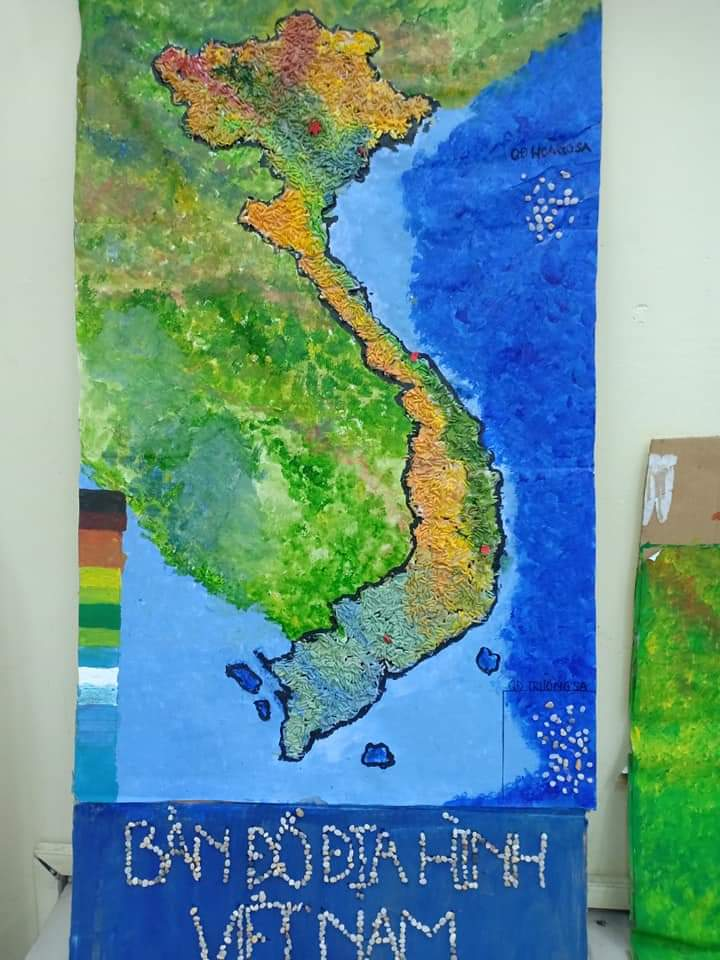 QĐ HOÀNG SA
QĐ TRƯỜNG SA
BẢN ĐỒ ĐỊA HÌNH
VIỆT NAM